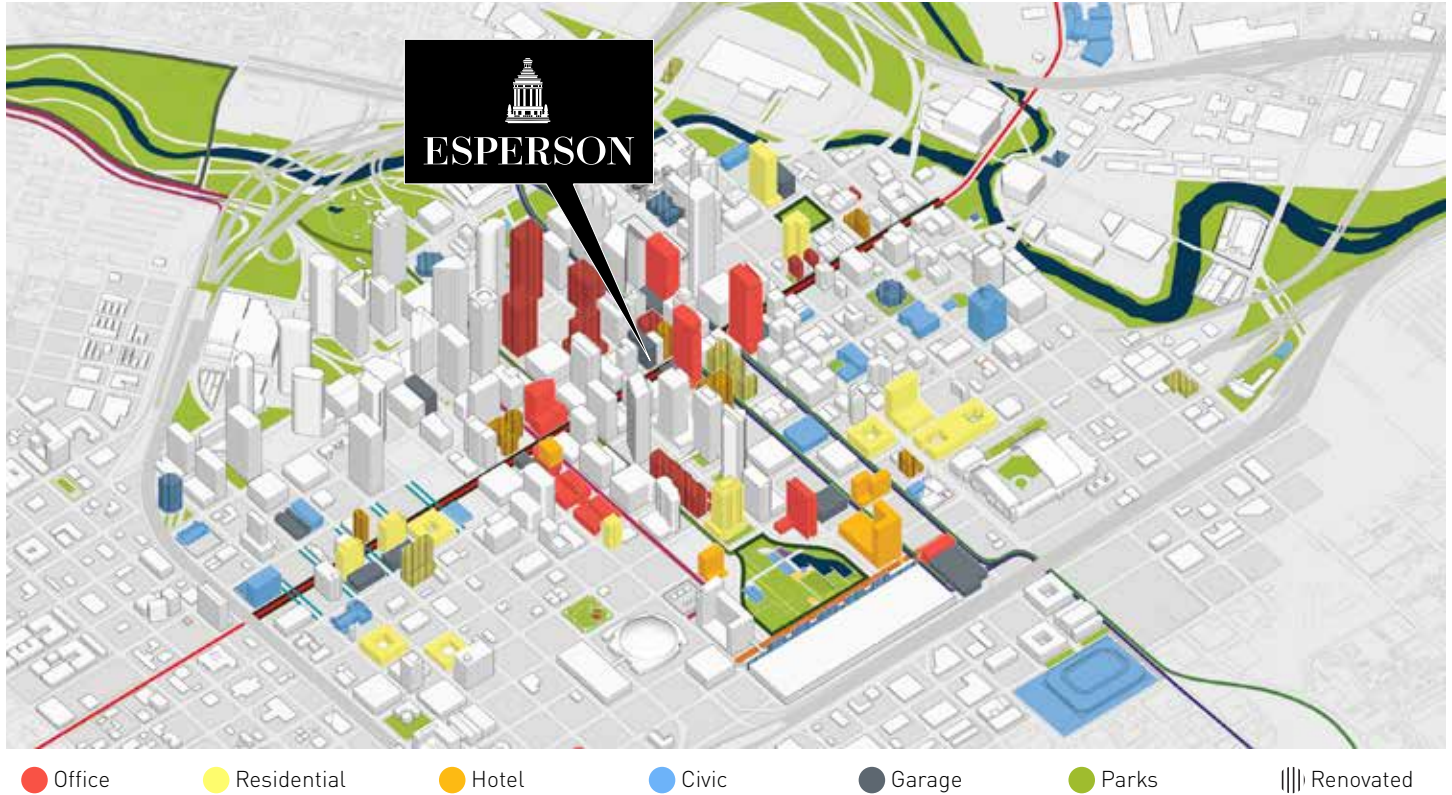 ESPERSON
Office
Residential
Hotel
Civic
Garage
Parks
Renovated